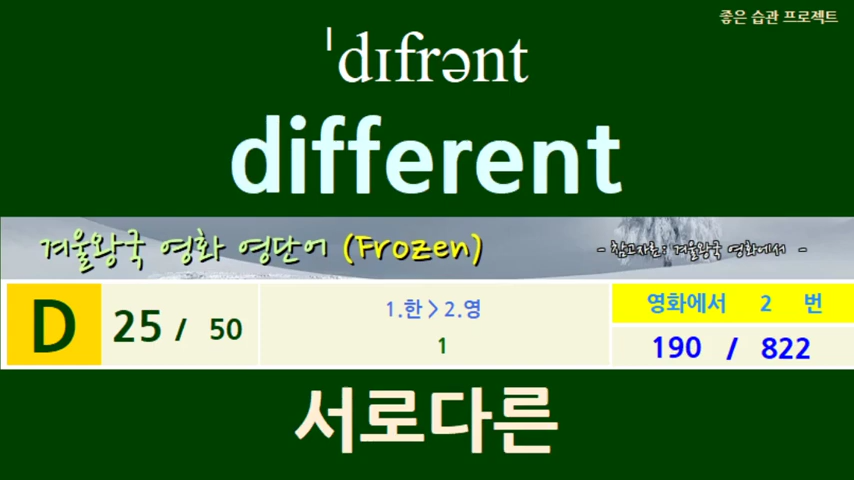 좋은 습관 프로젝트
ˈdɪfrənt
different
겨울왕국 영화 영단어 (Frozen)
- 참고자료: 겨울왕국 영화에서 -
D 25 / 50
1.한 > 2.영
1
영화에서 2 번
190 / 822
서로다른